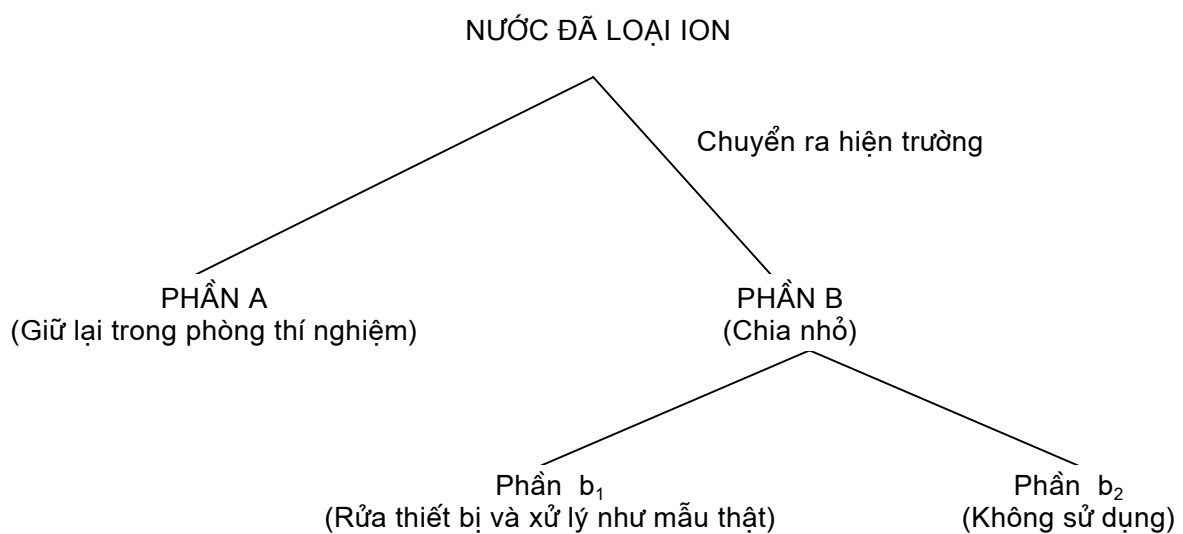 NƯỚC ĐÃ LOẠI ION
Chuyển ra hiện trường
PHẦN A
(Giữ lại trong phòng thí nghiệm)
PHẦN B
(Chia nhỏ)
Phần b₁
(Rửa thiết bị và xử lý như mẫu thật)
Phần b₂
(Không sử dụng)